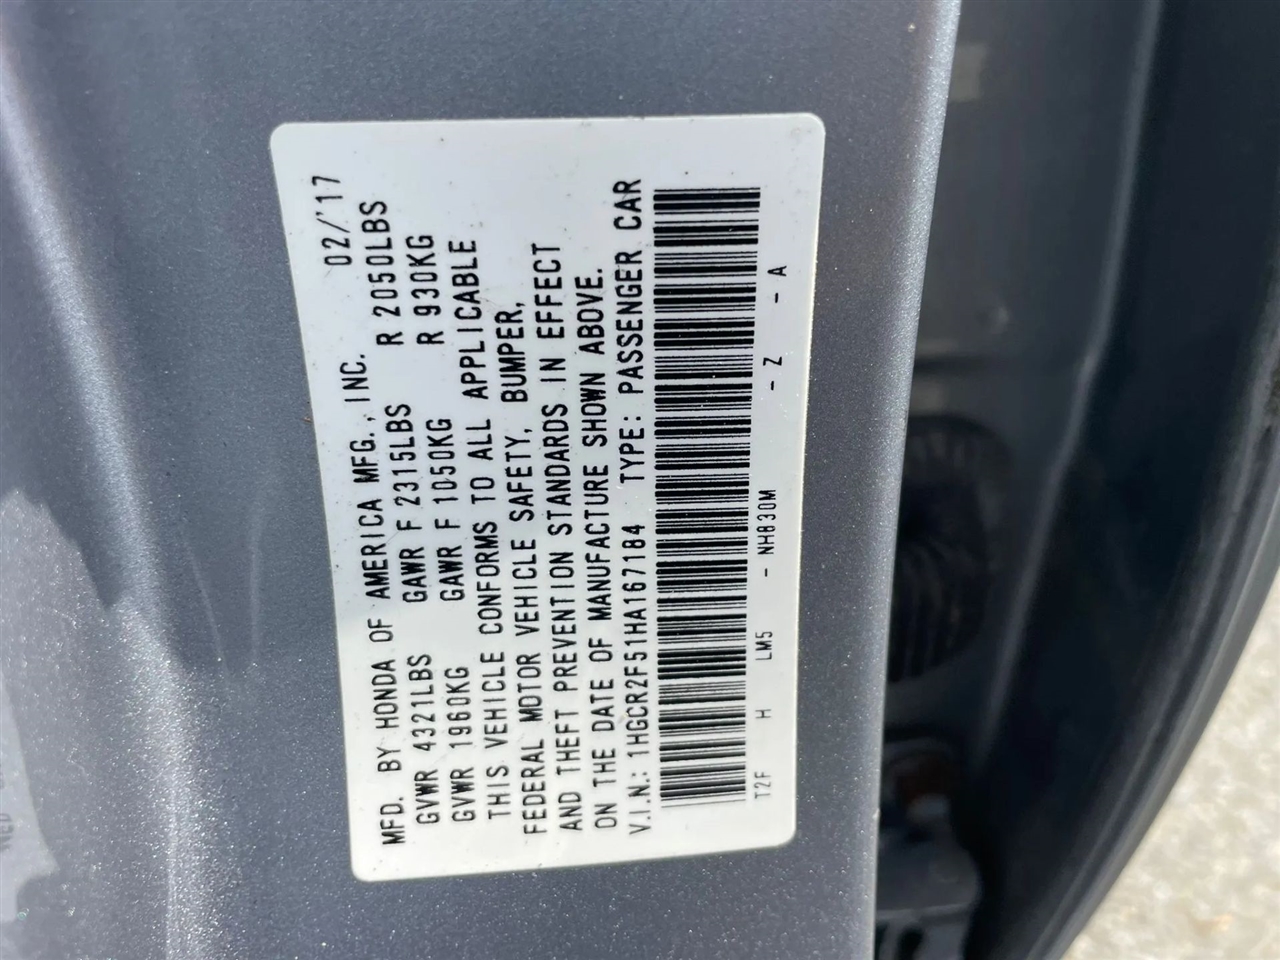 MFD. BY HONDA OF AMERICA MFG., INC. 02/'17
GVWR 4321LBS GAWR F 2315LBS R 2050LBS
GVWR 1960KG GAWR F 1050KG R 930KG
THIS VEHICLE CONFORMS TO ALL APPLICABLE
FEDERAL MOTOR VEHICLE SAFETY, BUMPER,
AND THEFT PREVENTION STANDARDS IN EFFECT
ON THE DATE OF MANUFACTURE SHOWN ABOVE.
V.I.N.: 1HGCR2F51HA167184 TYPE: PASSENGER CAR
T2F H LM5 - NH830M - Z - A